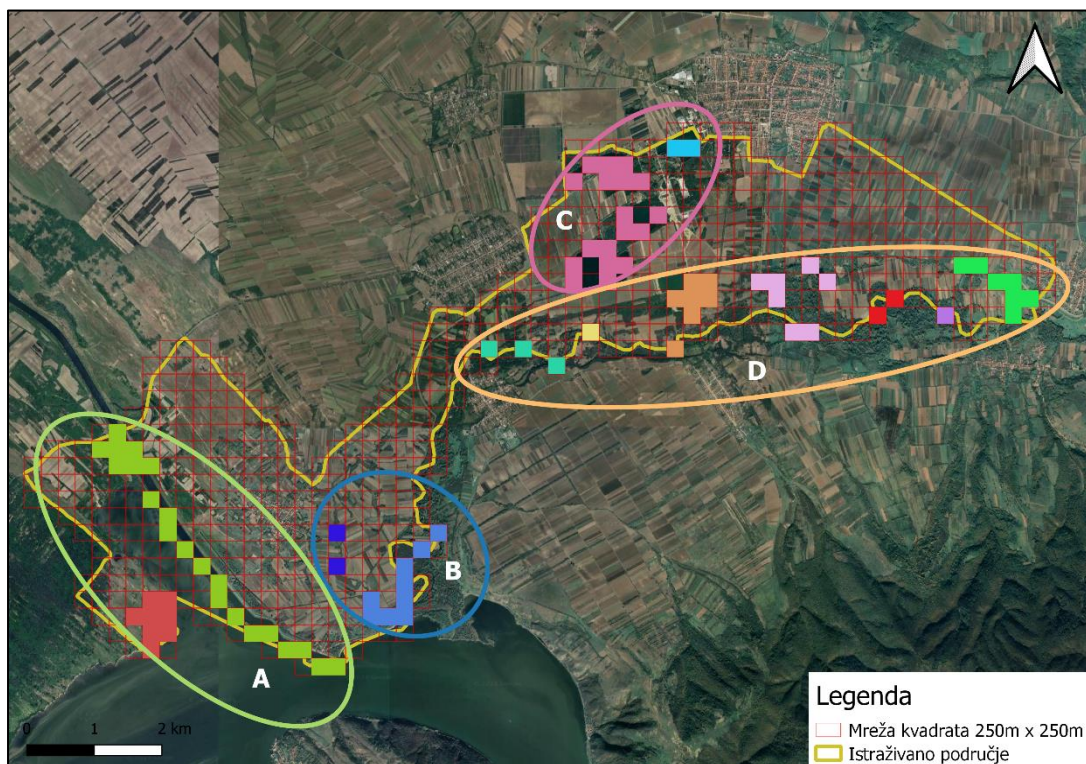 C
D
B
A
0 1 2 km
Legenda
Mreža kvadrata 250m x 250m
Istraživano područje